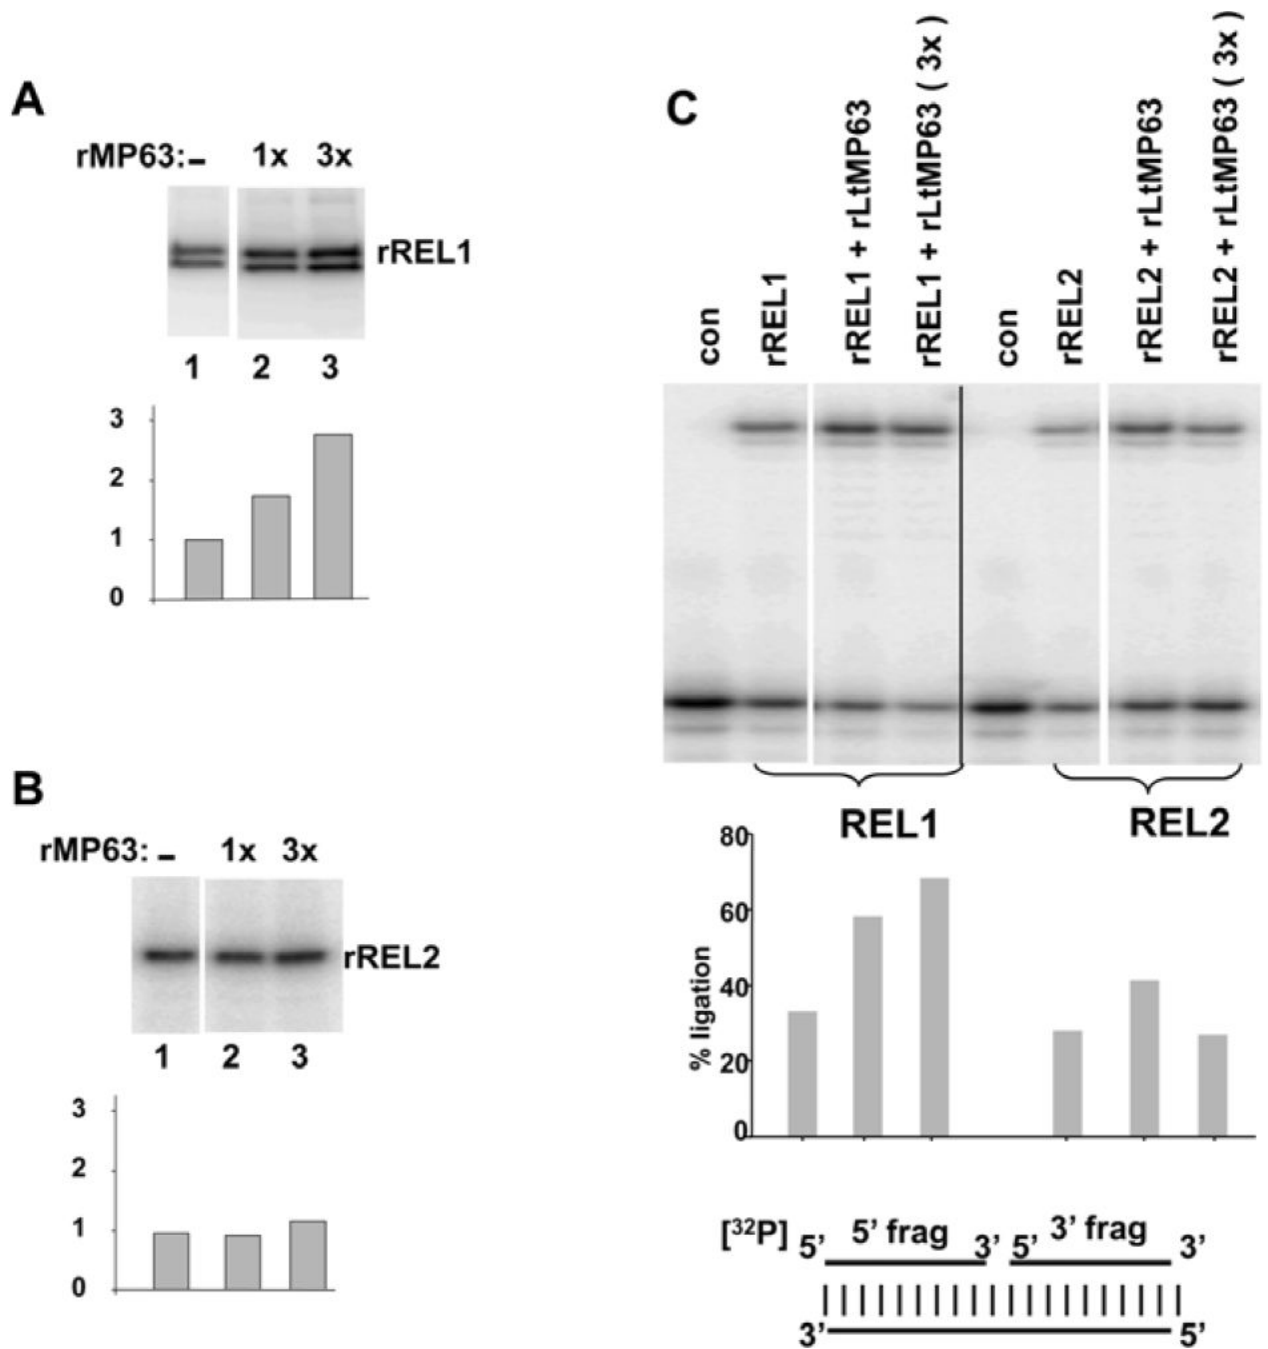 A
rMP63:– 1x 3x
rREL1
1 2 3
3
2
1
0
B
rMP63: – 1x 3x
rREL2
1 2 3
3
2
1
0
C
con
rREL1
rREL1 + rLtMP63
rREL1 + rLtMP63 ( 3x )
con
rREL2
rREL2 + rLtMP63
rREL2 + rLtMP63 ( 3x )
REL1 REL2
% ligation
80
60
40
20
0
[³²P] 5’ 5’ frag 3’ 5’ 3’ frag 3’
3’ 5’